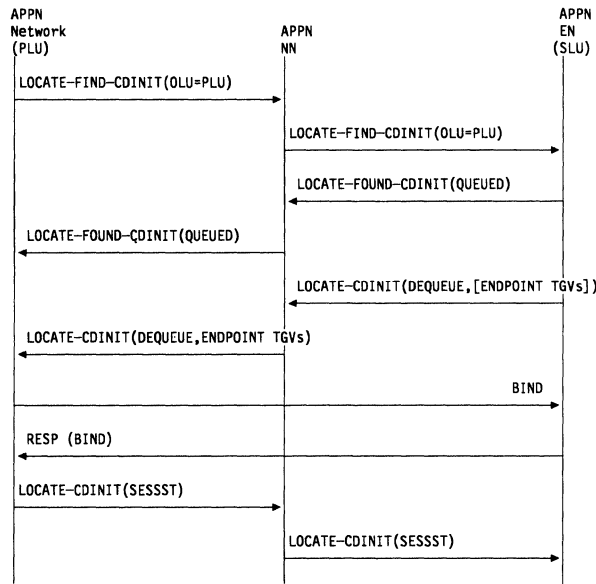 APPN
Network
(PLU)
APPN
NN
APPN
EN
(SLU)
LOCATE-FIND-CDINIT(OLU=PLU)
LOCATE-FIND-CDINIT(OLU=PLU)
LOCATE-FOUND-CDINIT(QUEUED)
LOCATE-FOUND-CDINIT(QUEUED)
LOCATE-CDINIT(DEQUEUE,[ENDPOINT TGVs])
LOCATE-CDINIT(DEQUEUE,ENDPOINT TGVs)
BIND
RESP (BIND)
LOCATE-CDINIT(SESSST)
LOCATE-CDINIT(SESSST)